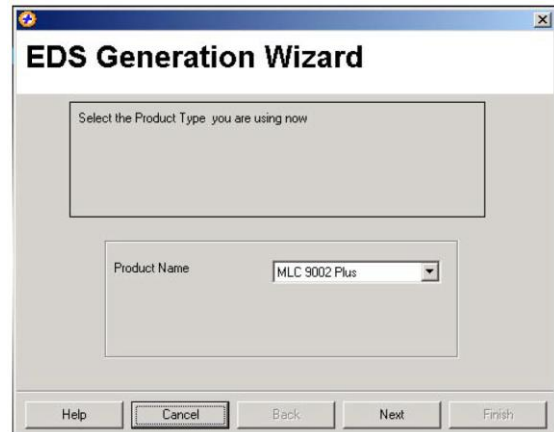 EDS Generation Wizard
Select the Product Type you are using now
Product Name
MLC 9002 Plus
Help
Cancel
Back
Next
Finish